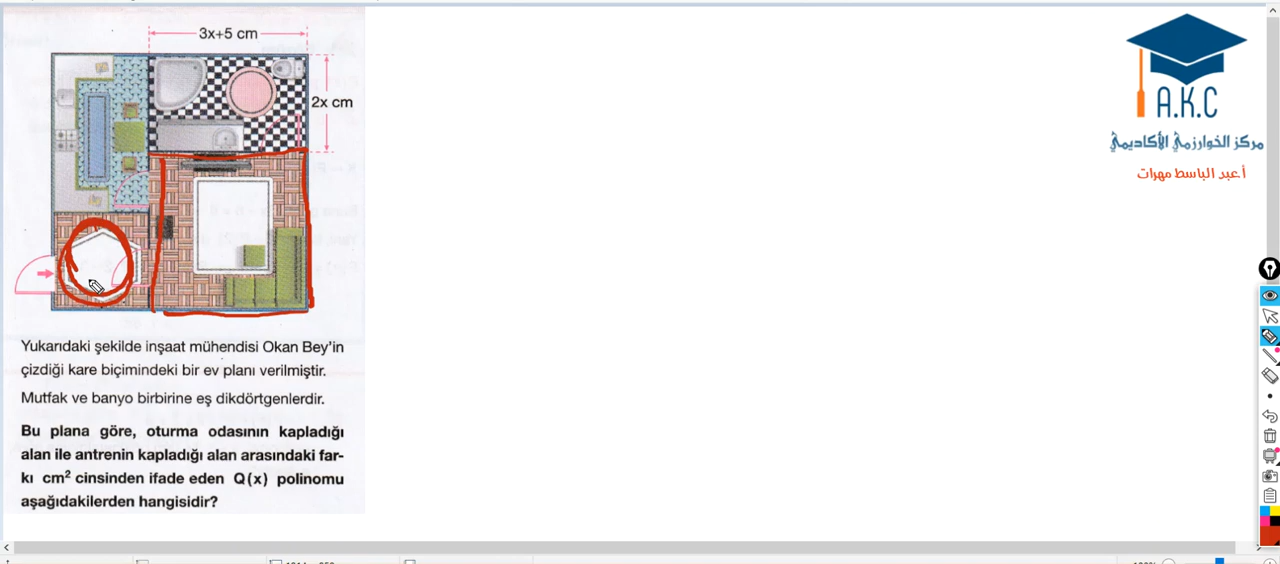 3x+5 cm
2x cm
Yukarıdaki şekilde inşaat mühendisi Okan Bey'in
çizdiği kare biçimindeki bir ev planı verilmiştir.
Mutfak ve banyo birbirine eş dikdörtgenlerdir.
Bu plana göre, oturma odasının kapladığı
alan ile antrenin kapladığı alan arasındaki far-
kı cm² cinsinden ifade eden Q(x) polinomu
aşağıdakilerden hangisidir?
A.K.C
مركز الخوارزمي الأكاديمي
أ عبد الباسط مهرات